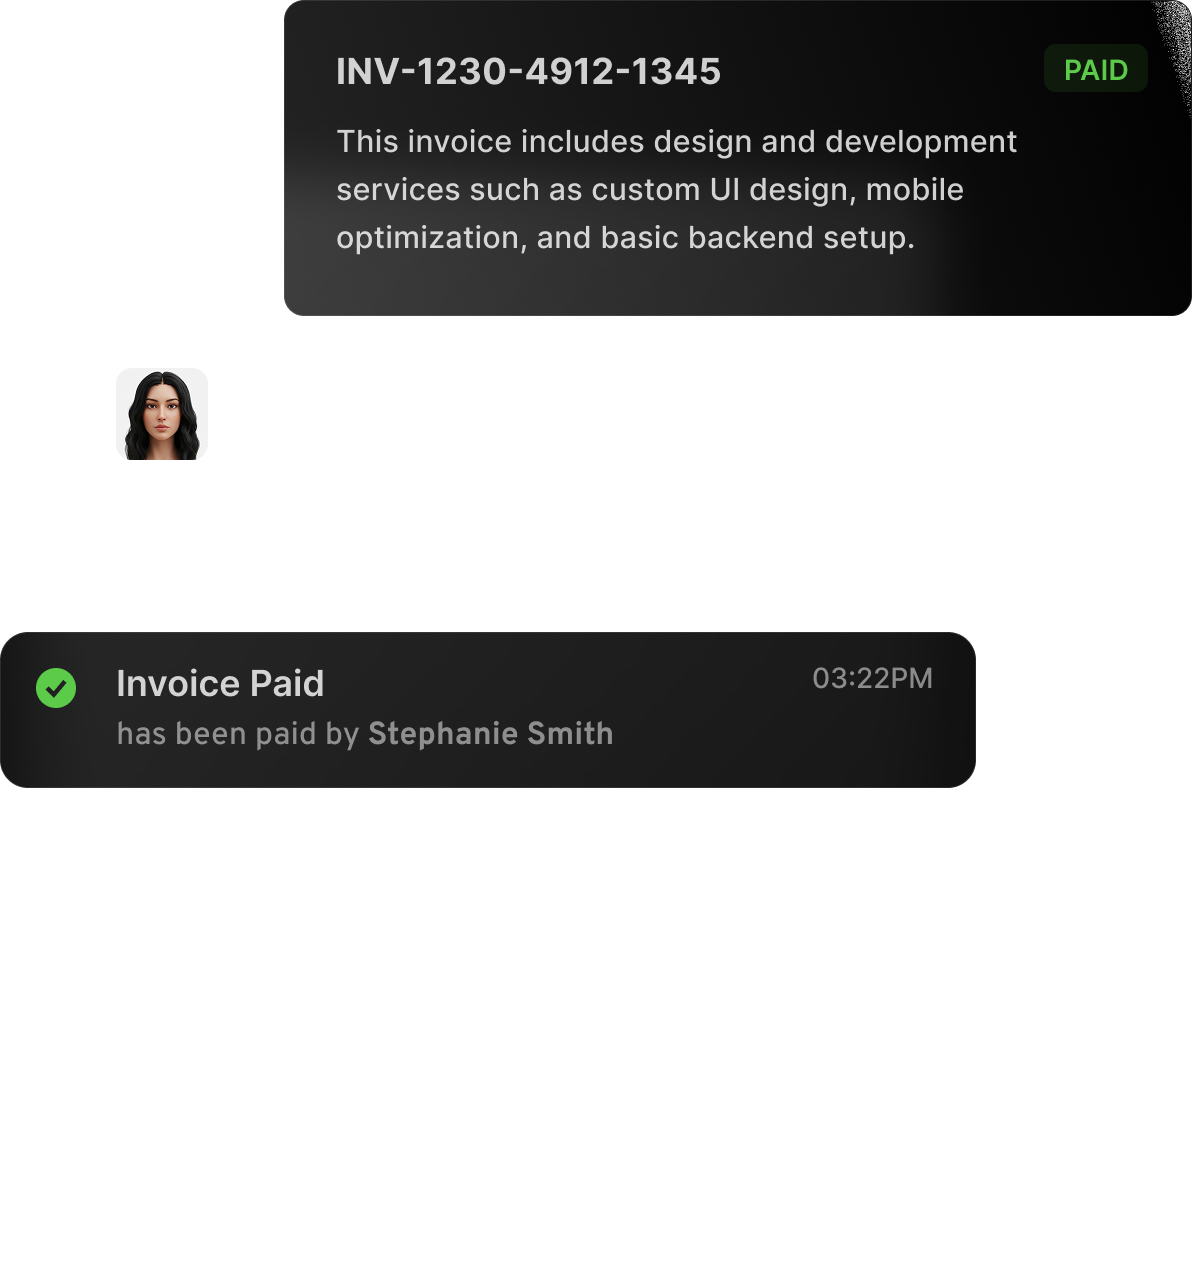 INV-1230-4912-1345
PAID
This invoice includes design and development
services such as custom UI design, mobile
optimization, and basic backend setup.
Invoice Paid
03:22PM
has been paid by Stephanie Smith